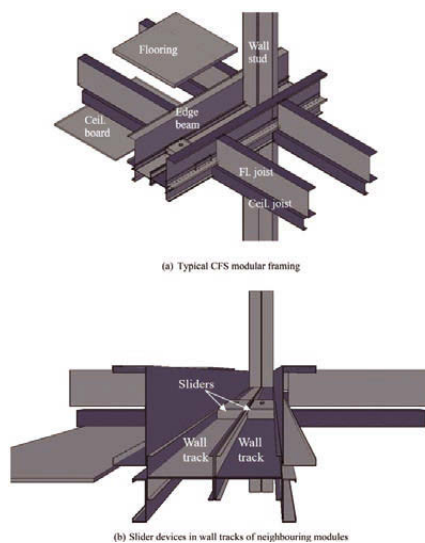 Flooring
Wall
stud
Ceil.
board
Edge
beam
Fl. joist
Ceil. joist
(a) Typical CFS modular framing
Sliders
Wall
track
Wall
track
(b) Slider devices in wall tracks of neighbouring modules